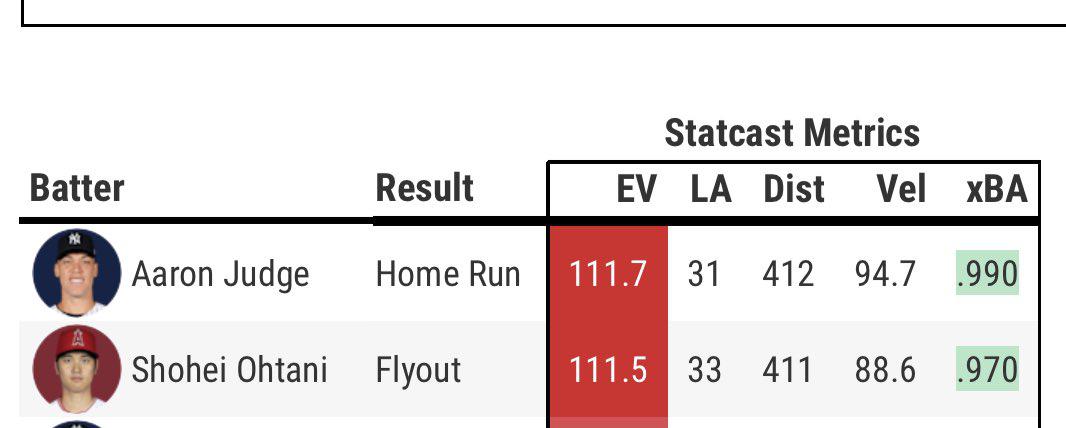 Statcast Metrics
Batter Result EV LA Dist Vel xBA
Aaron Judge Home Run 111.7 31 412 94.7 .990
Shohei Ohtani Flyout 111.5 33 411 88.6 .970